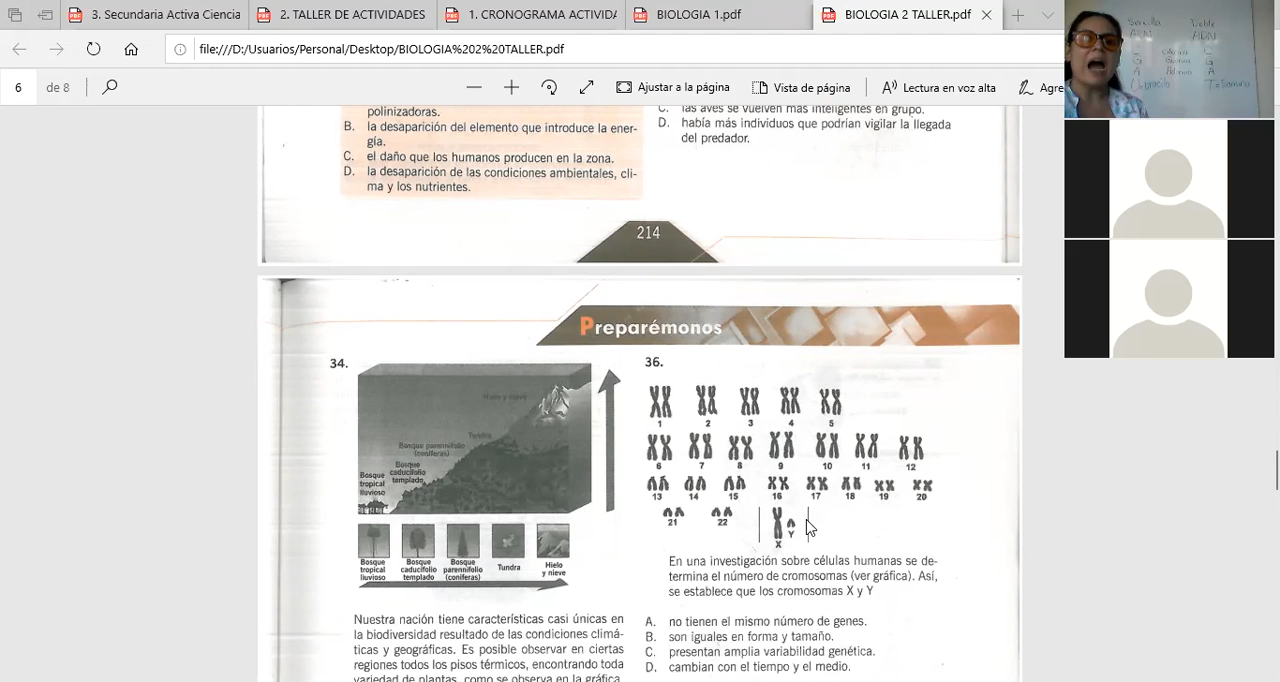 3. Secundaria Activa Ciencia
2. TALLER DE ACTIVIDADES
1. CRONOGRAMA ACTIVIDA
BIOLOGIA 1.pdf
BIOLOGIA 2 TALLER.pdf
file:///D:/Usuarios/Personal/Desktop/BIOLOGIA%202%20TALLER.pdf
6 de 8
Ajustar a la página
Vista de página
Lectura en voz alta
Agre
polinizadoras.
B. la desaparición del elemento que introduce la ener-
gía.
C. el daño que los humanos producen en la zona.
D. la desaparición de las condiciones ambientales, cli-
ma y los nutrientes.
C. las aves se vuelven más inteligentes en grupo.
D. había más individuos que podrían vigilar la llegada
del predador.
214
Preparémonos
34.
Hielo y nieve
Tundra
Bosque perennifolio
(coníferas)
Bosque
caducifolio
templado
Bosque
tropical
lluvioso
Bosque
tropical
lluvioso
Bosque
caducifolio
templado
Bosque
perennifolio
(coníferas)
Tundra
Hielo
y nieve
Nuestra nación tiene características casi únicas en
la biodiversidad resultado de las condiciones climá-
ticas y geográficas. Es posible observar en ciertas
regiones todos los pisos térmicos, encontrando toda
variedad de plantas, como se observa en la gráfica.
36.
1 2 3 4 5
6 7 8 9 10 11 12
13 14 15 16 17 18 19 20
21 22 X Y
En una investigación sobre células humanas se de-
termina el número de cromosomas (ver gráfica). Así,
se establece que los cromosomas X y Y
A. no tienen el mismo número de genes.
B. son iguales en forma y tamaño.
C. presentan amplia variabilidad genética.
D. cambian con el tiempo y el medio.
Sencilla Doble
ARN ADN
G G
A A